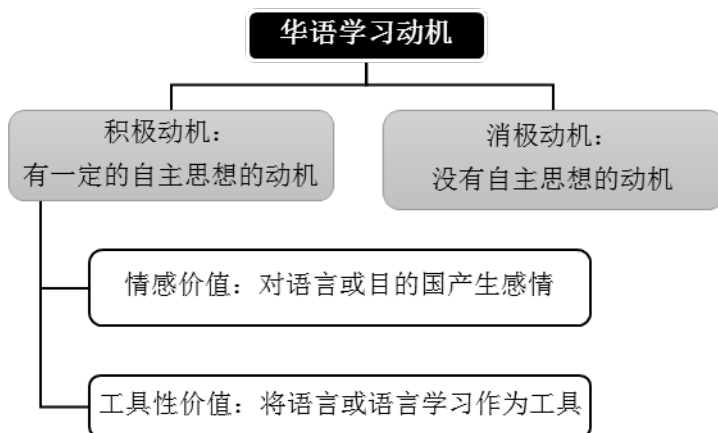 华语学习动机
积极动机：
有一定的自主思想的动机
消极动机：
没有自主思想的动机
情感价值：对语言或目的国产生感情
工具性价值：将语言或语言学习作为工具